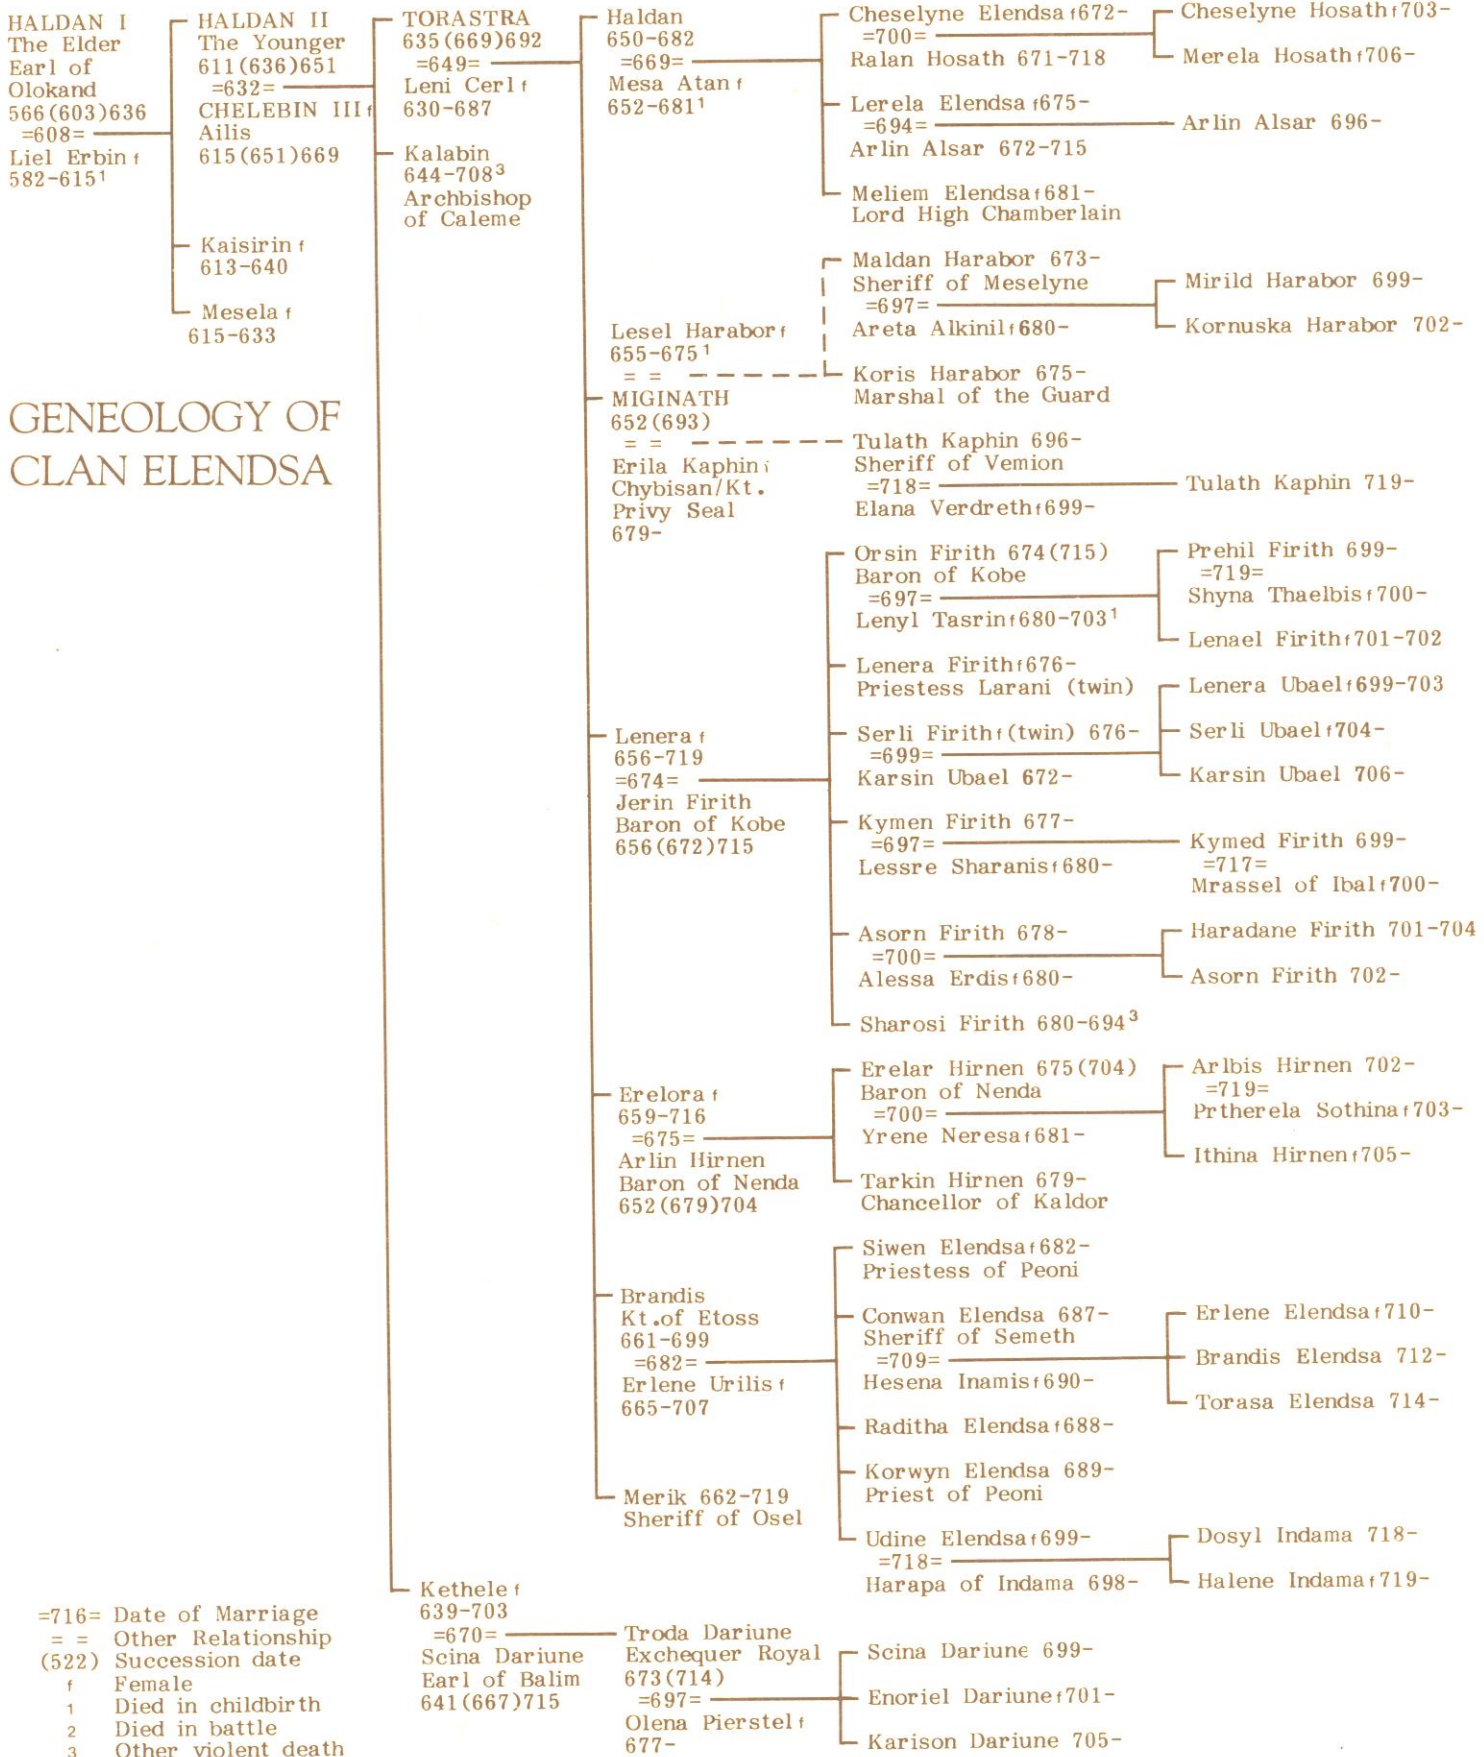 HALDAN I
The Elder
Earl of
Olokand
566(603)636
=608=
Liel Erbin f
582-615¹
HALDAN II
The Younger
611(636)651
=632=
CHELEBIN III f
Ailis
615(651)669
Kaisirin f
613-640
Mesela f
615-633
GENEOLOGY OF
CLAN ELENDSA
TORASTRA
635(669)692
=649=
Leni Cerl f
630-687
Kalabin
644-708³
Archbishop
of Caleme
Kethele f
639-703
=670=
Scina Dariune
Earl of Balim
641(667)715
Haldan
650-682
=669=
Mesa Atan f
652-681¹
Lesel Harabor f
655-675¹
= =
MIGINATH
652(693)
= =
Erila Kaphin f
Chybisan/Kt.
Privy Seal
679-
Lenera f
656-719
=674=
Jerin Firith
Baron of Kobe
656(672)715
Erelora f
659-716
=675=
Arlin Hirnen
Baron of Nenda
652(679)704
Brandis
Kt.of Etoss
661-699
=682=
Erlene Urilis f
665-707
Merik 662-719
Sheriff of Osel
Troda Dariune
Exchequer Royal
673(714)
=697=
Olena Pierstel f
677-
Cheselyne Elendsa f672-
=700=
Ralan Hosath 671-718
Lerela Elendsa f675-
=694=
Arlin Alsar 672-715
Meliem Elendsa f681-
Lord High Chamberlain
Maldan Harabor 673-
Sheriff of Meselyne
=697=
Areta Alkinil f680-
Koris Harabor 675-
Marshal of the Guard
Tulath Kaphin 696-
Sheriff of Vemion
=718=
Elana Verdreth f699-
Orsin Firith 674(715)
Baron of Kobe
=697=
Lenyl Tasrin f680-703¹
Lenera Firith f676-
Priestess Larani (twin)
Serli Firith f(twin) 676-
=699=
Karsin Ubael 672-
Kymen Firith 677-
=697=
Lessre Sharanis f680-
Asorn Firith 678-
=700=
Alessa Erdis f680-
Sharosi Firith 680-694³
Erelar Hirnen 675(704)
Baron of Nenda
=700=
Yrene Neresa f681-
Tarkin Hirnen 679-
Chancellor of Kaldor
Siwen Elendsa f682-
Priestess of Peoni
Conwan Elendsa 687-
Sheriff of Semeth
=709=
Hesena Inamis f690-
Raditha Elendsa f688-
Korwyn Elendsa 689-
Priest of Peoni
Udine Elendsa f699-
=718=
Harapa of Indama 698-
Scina Dariune 699-
Enoriel Dariune f701-
Karison Dariune 705-
Cheselyne Hosath f703-
Merela Hosath f706-
Arlin Alsar 696-
Mirild Harabor 699-
Kornuska Harabor 702-
Tulath Kaphin 719-
Prehil Firith 699-
=719=
Shyna Thaelbis f700-
Lenael Firith f701-702
Lenera Ubael f699-703
Serli Ubael f704-
Karsin Ubael 706-
Kymed Firith 699-
=717=
Mrassel of Ibal f700-
Haradane Firith 701-704
Asorn Firith 702-
Arlbis Hirnen 702-
=719=
Prtherela Sothina f703-
Ithina Hirnen f705-
Erlene Elendsa f710-
Brandis Elendsa 712-
Torasa Elendsa 714-
Dosyl Indama 718-
Halene Indama f719-
=716= Date of Marriage
= = Other Relationship
(522) Succession date
f Female
1 Died in childbirth
2 Died in battle
3 Other violent death